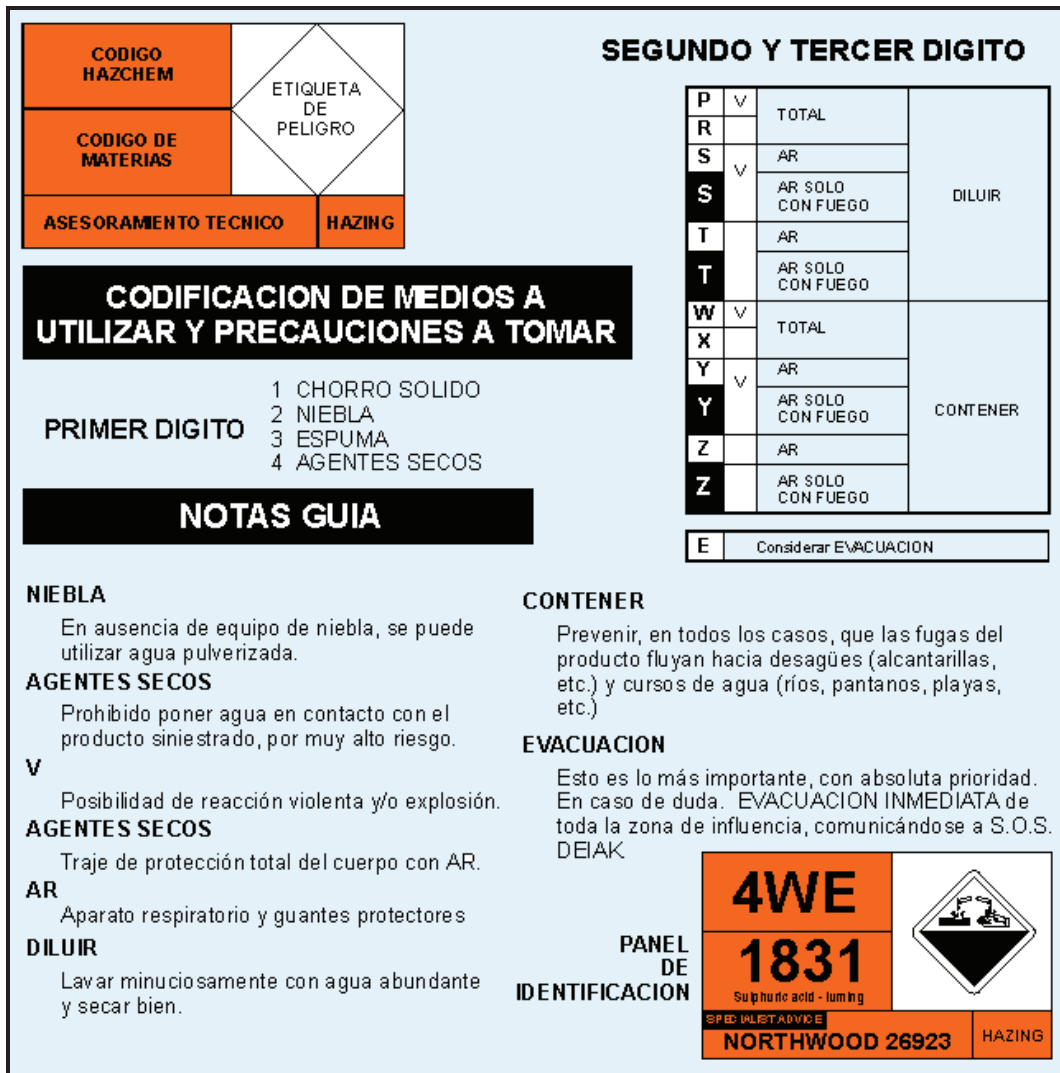 CODIGO
HAZCHEM
ETIQUETA
DE
PELIGRO
CODIGO DE
MATERIAS
ASESORAMIENTO TECNICO
HAZING
CODIFICACION DE MEDIOS A
UTILIZAR Y PRECAUCIONES A TOMAR
PRIMER DIGITO
1 CHORRO SOLIDO
2 NIEBLA
3 ESPUMA
4 AGENTES SECOS
SEGUNDO Y TERCER DIGITO
P V TOTAL
R
S V AR
S AR SOLO
CON FUEGO
DILUIR
T AR
T AR SOLO
CON FUEGO
W V TOTAL
X
Y V AR
Y AR SOLO
CON FUEGO
CONTENER
Z AR
Z AR SOLO
CON FUEGO
E Considerar EVACUACION
NOTAS GUIA
NIEBLA
En ausencia de equipo de niebla, se puede
utilizar agua pulverizada.
AGENTES SECOS
Prohibido poner agua en contacto con el
producto siniestrado, por muy alto riesgo.
V
Posibilidad de reacción violenta y/o explosión.
AGENTES SECOS
Traje de protección total del cuerpo con AR.
AR
Aparato respiratorio y guantes protectores
DILUIR
Lavar minuciosamente con agua abundante
y secar bien.
CONTENER
Prevenir, en todos los casos, que las fugas del
producto fluyan hacia desagües (alcantarillas,
etc.) y cursos de agua (ríos, pantanos, playas,
etc.)
EVACUACION
Esto es lo más importante, con absoluta prioridad.
En caso de duda. EVACUACION INMEDIATA de
toda la zona de influencia, comunicándose a S.O.S.
DEIAK
PANEL
DE
IDENTIFICACION
4WE
1831
Sulphuric acid - fuming
SPECIALIST ADVICE
NORTHWOOD 26923
HAZING